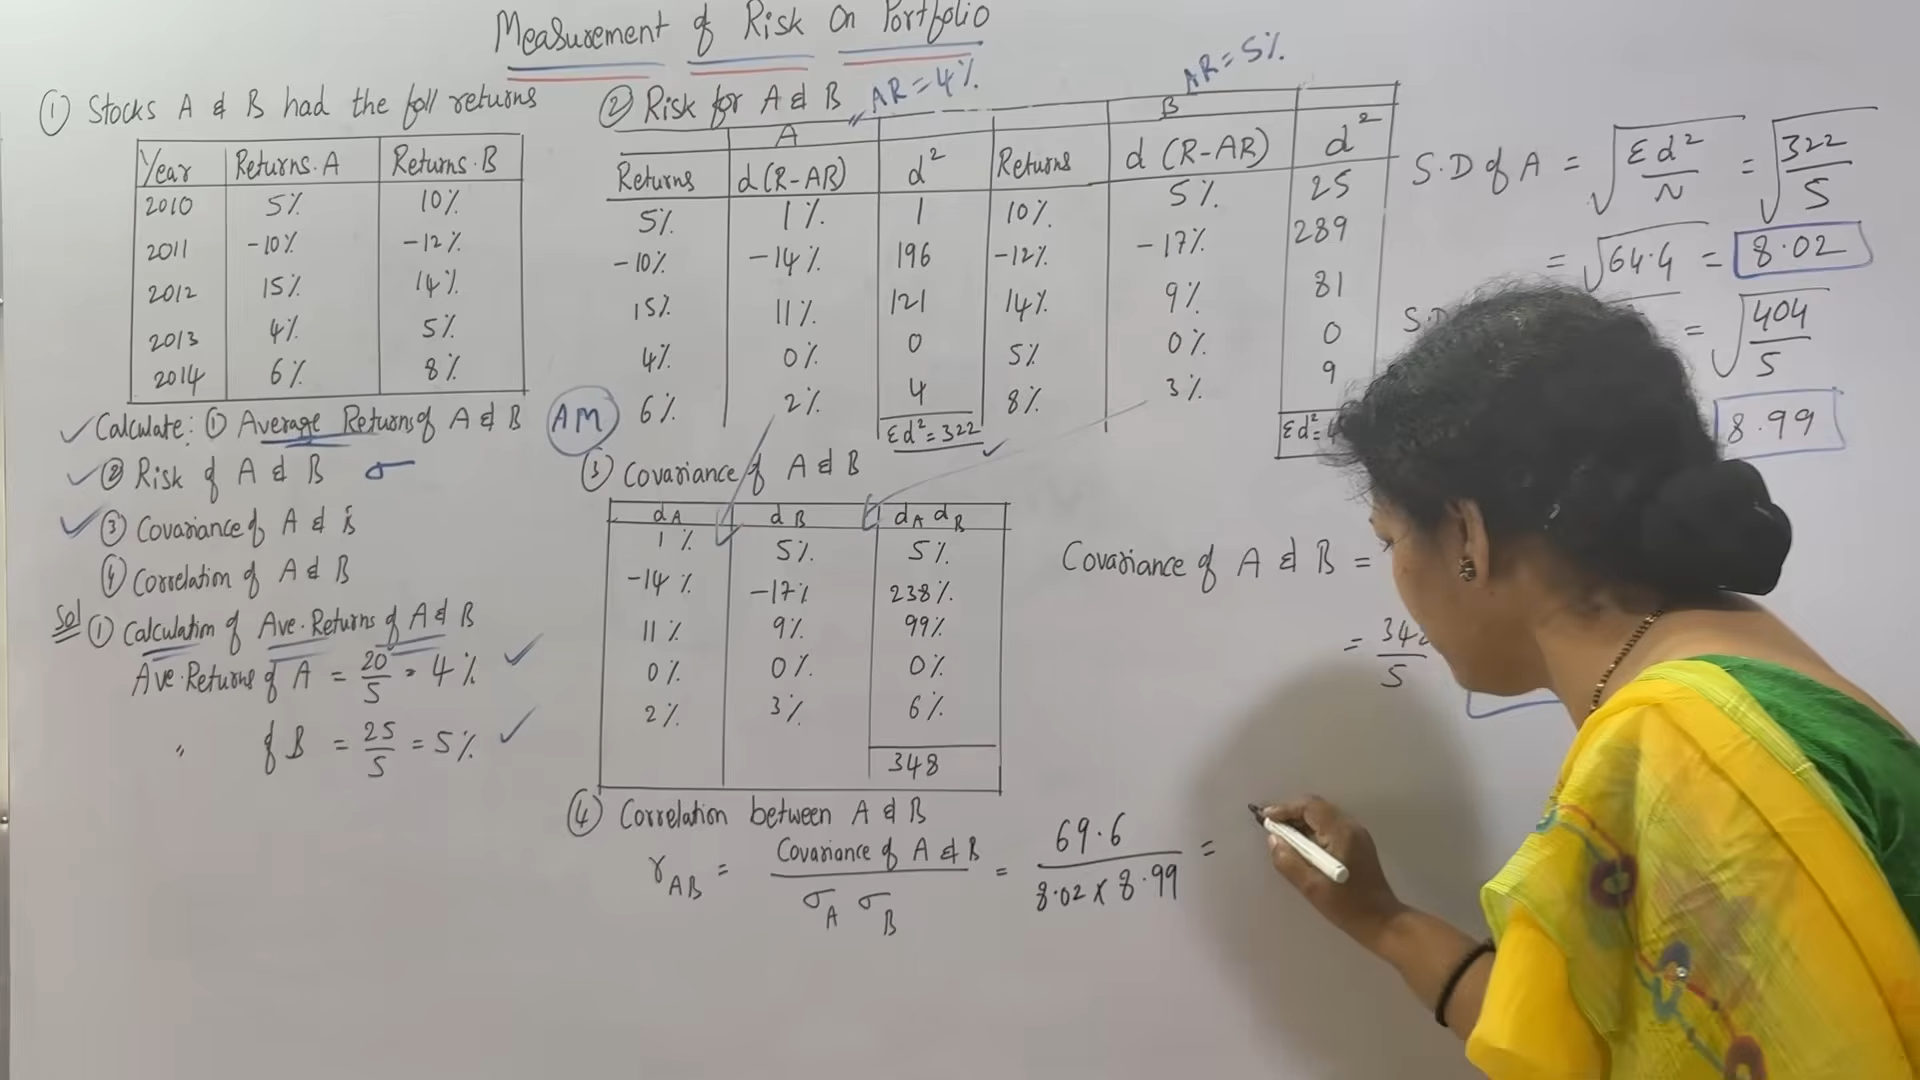 Measurement of Risk On Portfolio
① Stocks A & B had the foll returns
Year Returns.A Returns.B
2010 5% 10%
2011 -10% -12%
2012 15% 14%
2013 4% 5%
2014 6% 8%
Calculate: ① Average Returns of A & B
② Risk of A & B σ
③ Covariance of A & B
④ Correlation of A & B
Sol ① Calculation of Ave.Returns of A & B
Ave.Returns of A = 20/5 = 4%
" of B = 25/5 = 5%
② Risk for A & B AR = 4% AR = 5%
A B
Returns d(R-AR) d² Returns d (R-AR) d²
5% 1% 1 10% 5% 25
-10% -14% 196 -12% -17% 289
15% 11% 121 14% 9% 81
4% 0% 0 5% 0% 0
6% 2% 4 8% 3% 9
AM
Σd² = 322 Σd² =
S.D of A = √Σd²/N = √322/5
= √64.4 = 8.02
S.D = √404/5
8.99
③ Covariance of A & B
dA dB dA dB
1% 5% 5%
-14% -17% 238%
11% 9% 99%
0% 0% 0%
2% 3% 6%
348
Covariance of A & B =
= 348/5
④ Correlation between A & B
rAB = Covariance of A & B / σA σB = 69.6 / 8.02 x 8.99 =